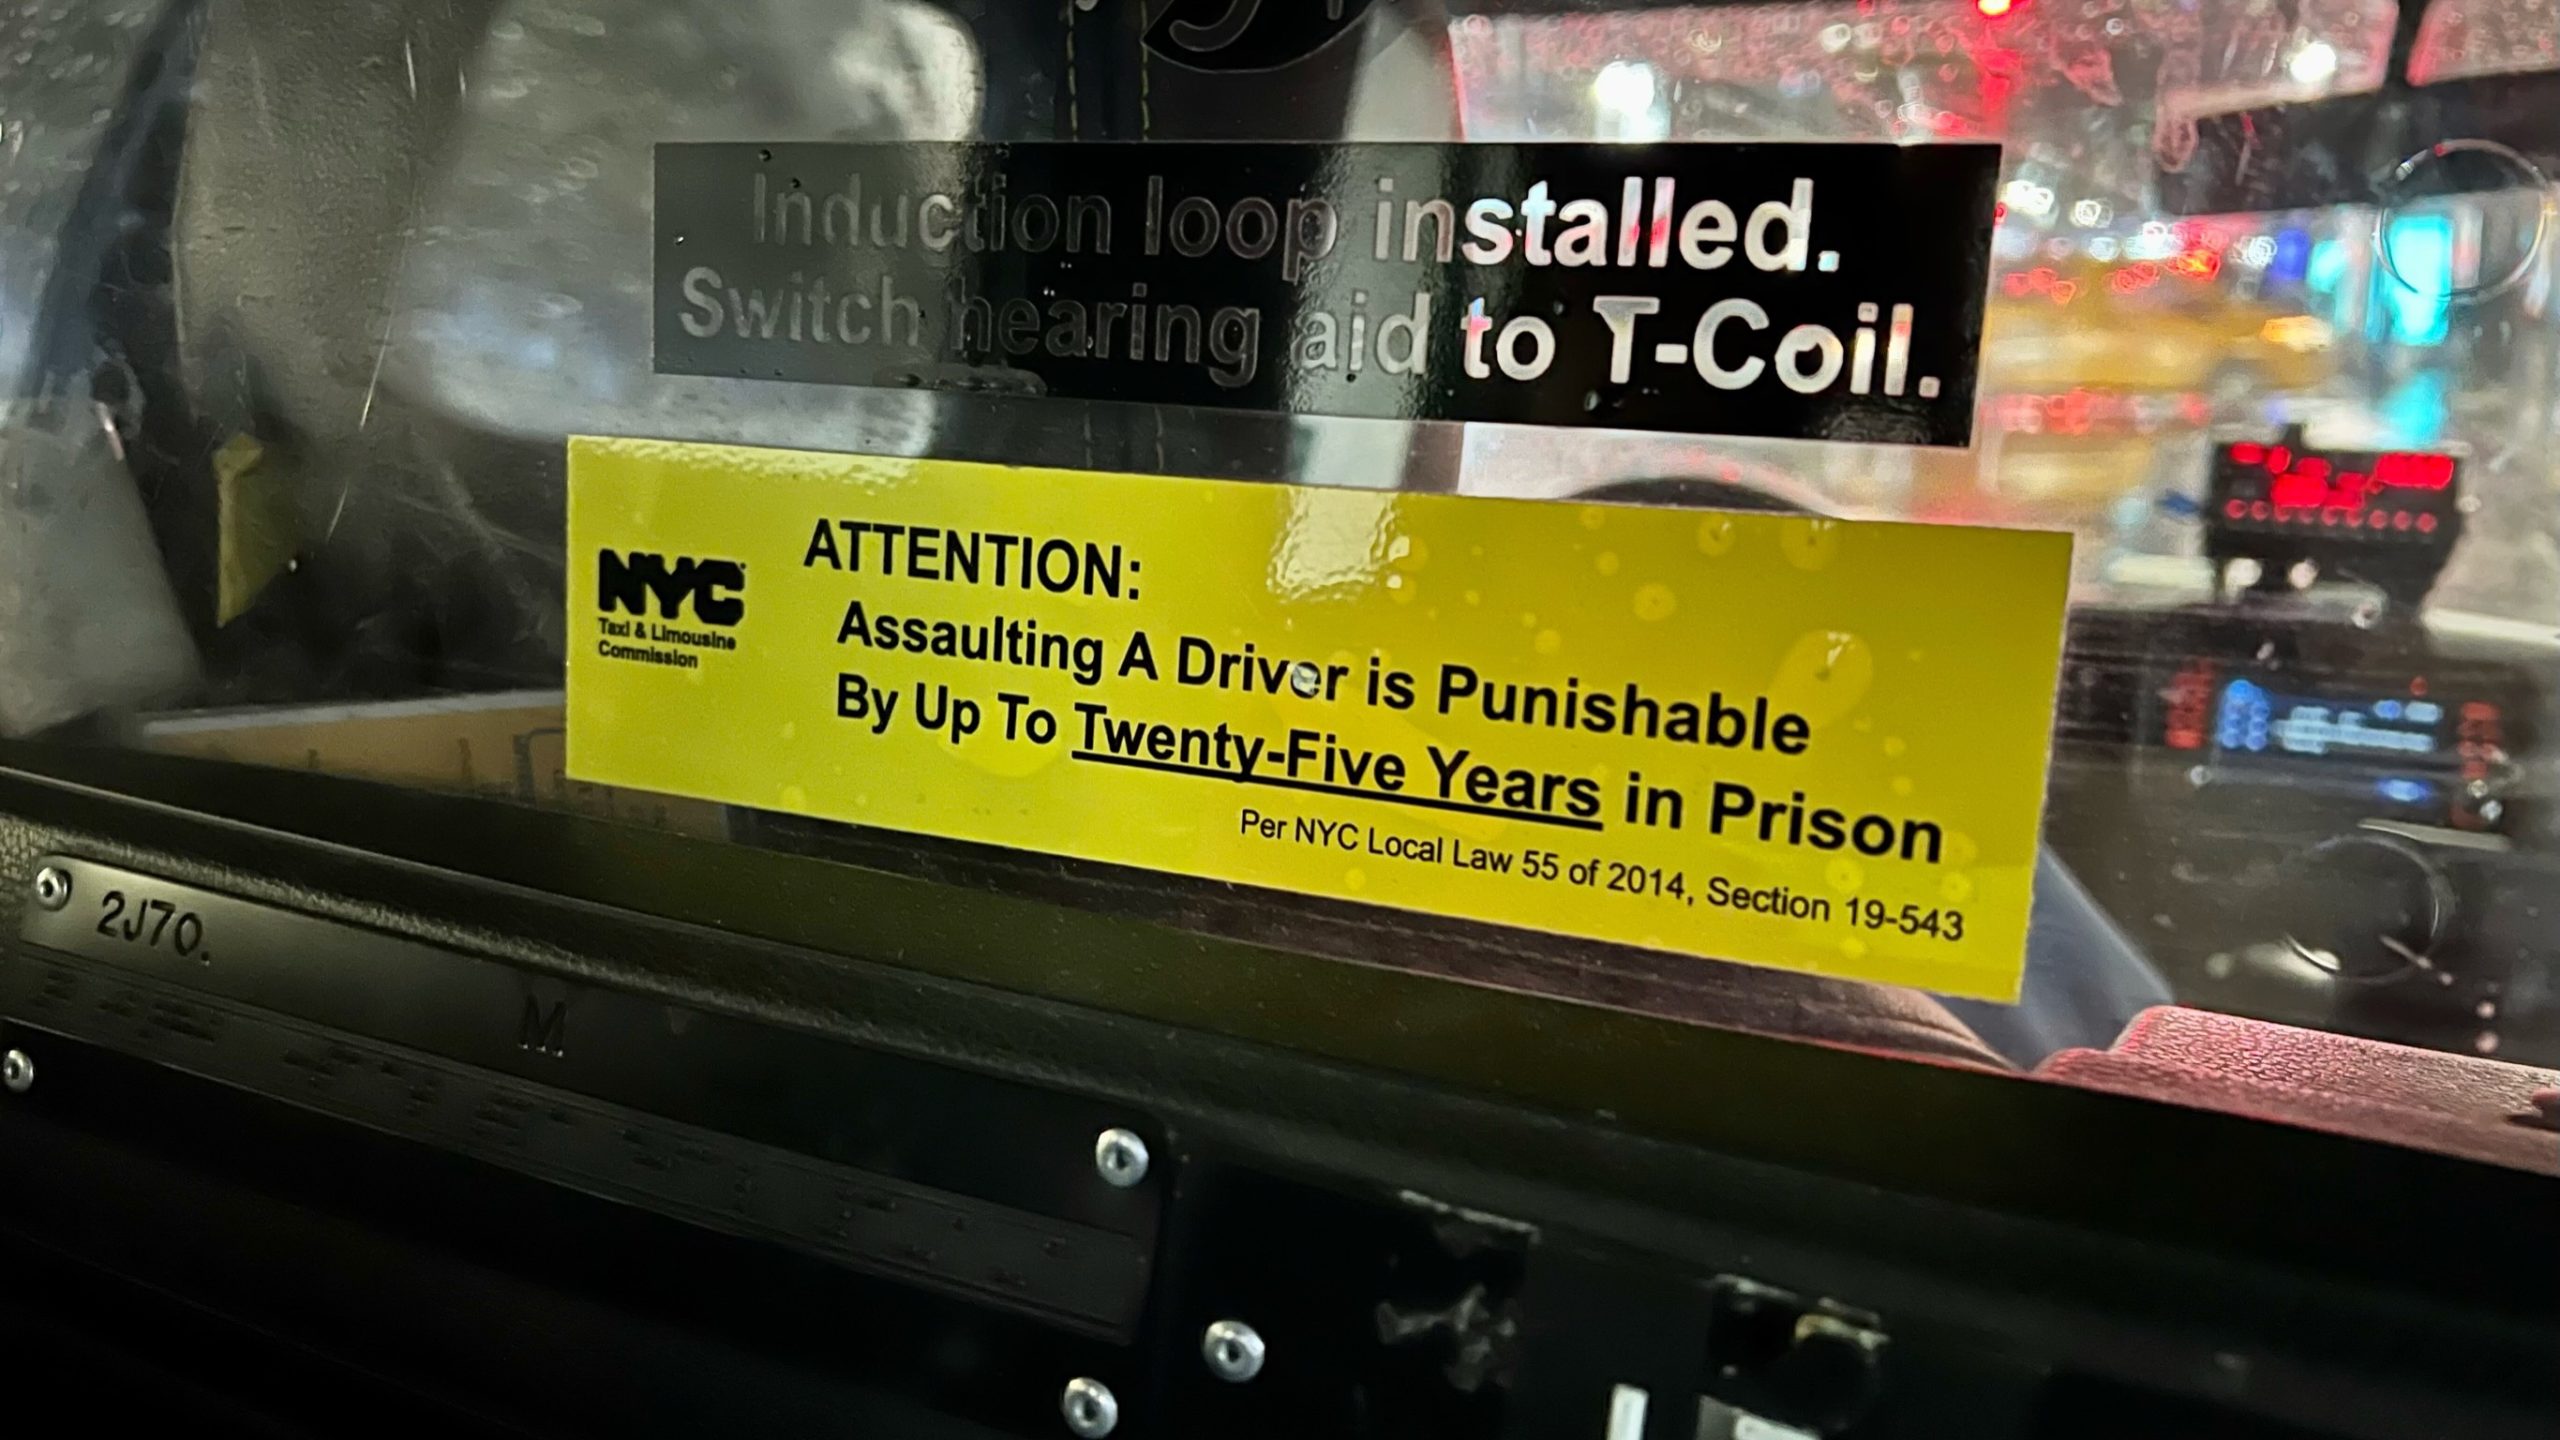 Induction loop installed.
Switch hearing aid to T-Coil.
NYC
Taxi & Limousine
Commission
ATTENTION:
Assaulting A Driver is Punishable
By Up To Twenty-Five Years in Prison
Per NYC Local Law 55 of 2014, Section 19-543
2J70.
M